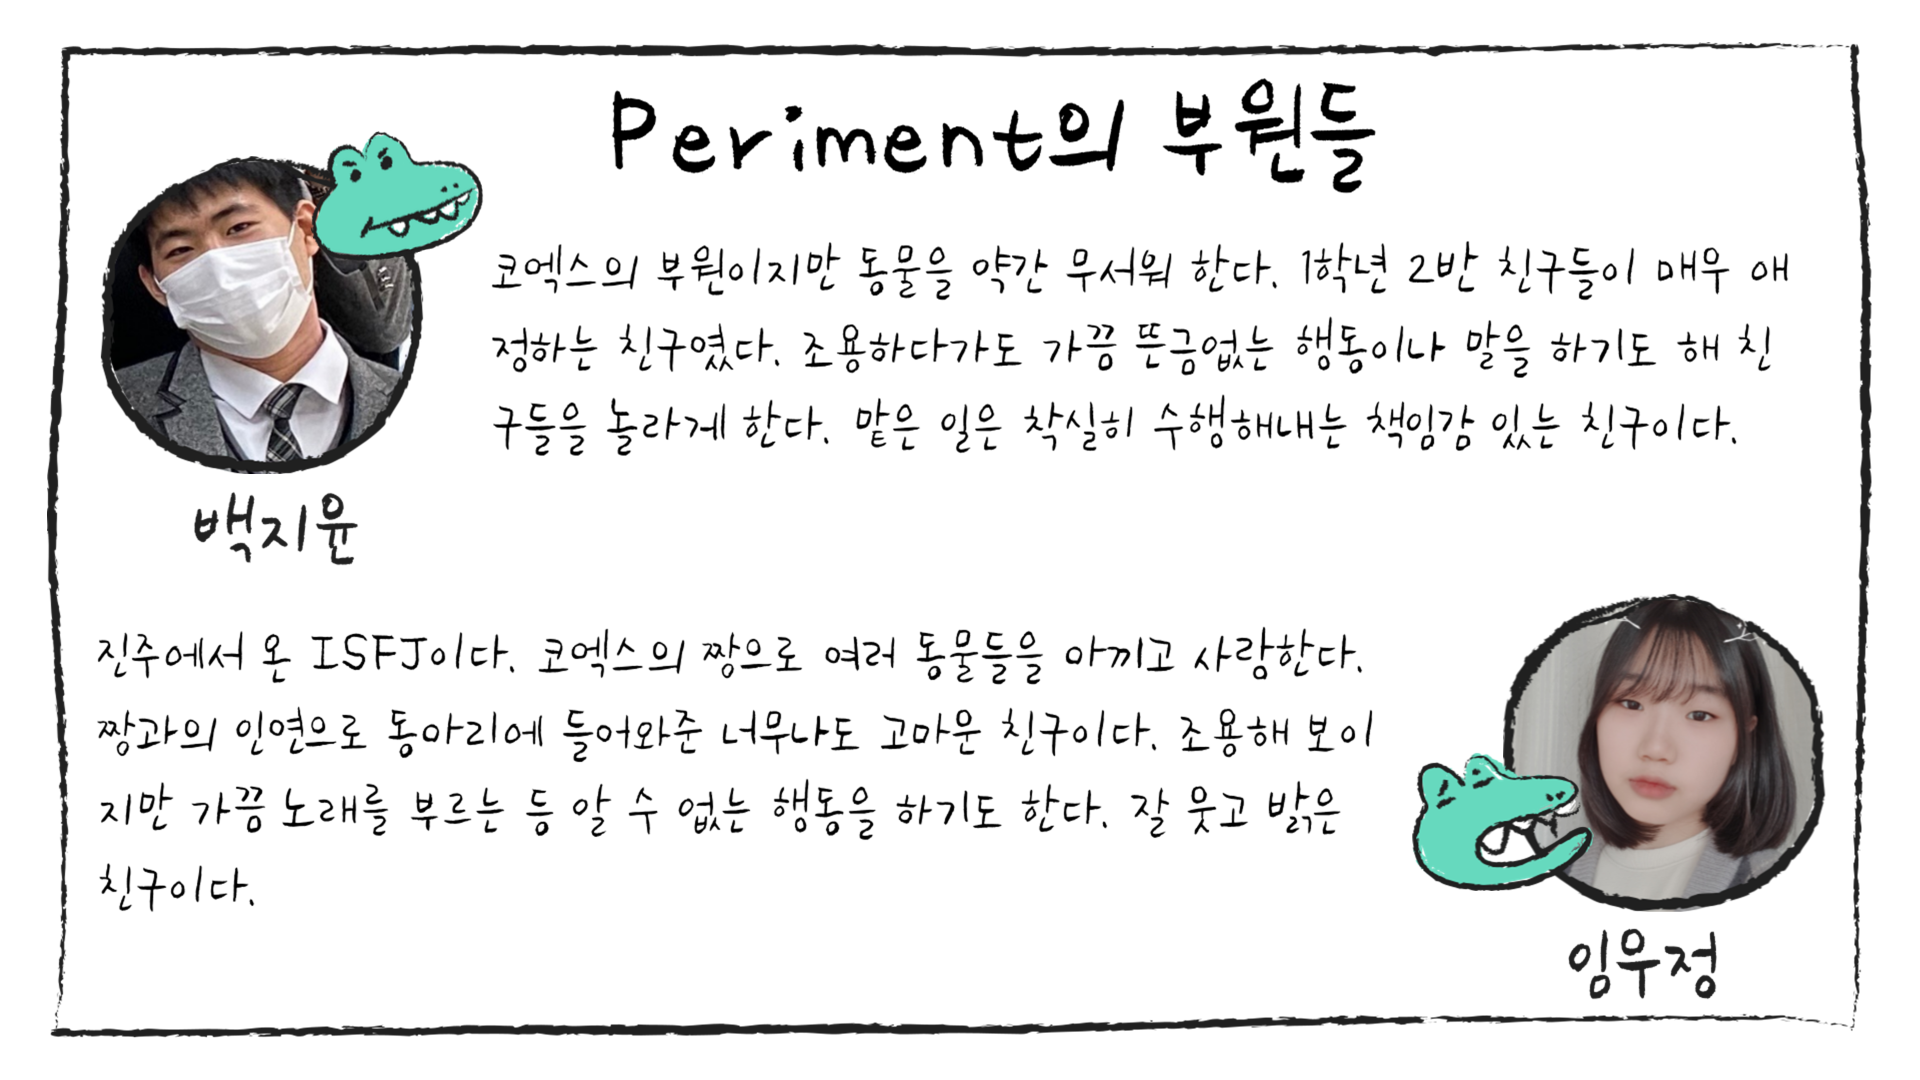 Periment의 부원들
코엑스의 부원이지만 동물을 약간 무서워 한다. 1학년 2반 친구들이 매우 애
정하는 친구였다. 조용하다가도 가끔 뜬금없는 행동이나 말을 하기도 해 친
구들을 놀라게 한다. 맡은 일은 착실히 수행해내는 책임감 있는 친구이다.
백지윤
진주에서 온 ISFJ이다. 코엑스의 짱으로 여러 동물들을 아끼고 사랑한다.
짱과의 인연으로 동아리에 들어와준 너무나도 고마운 친구이다. 조용해 보이
지만 가끔 노래를 부르는 등 알 수 없는 행동을 하기도 한다. 잘 웃고 밝은
친구이다.
임우정